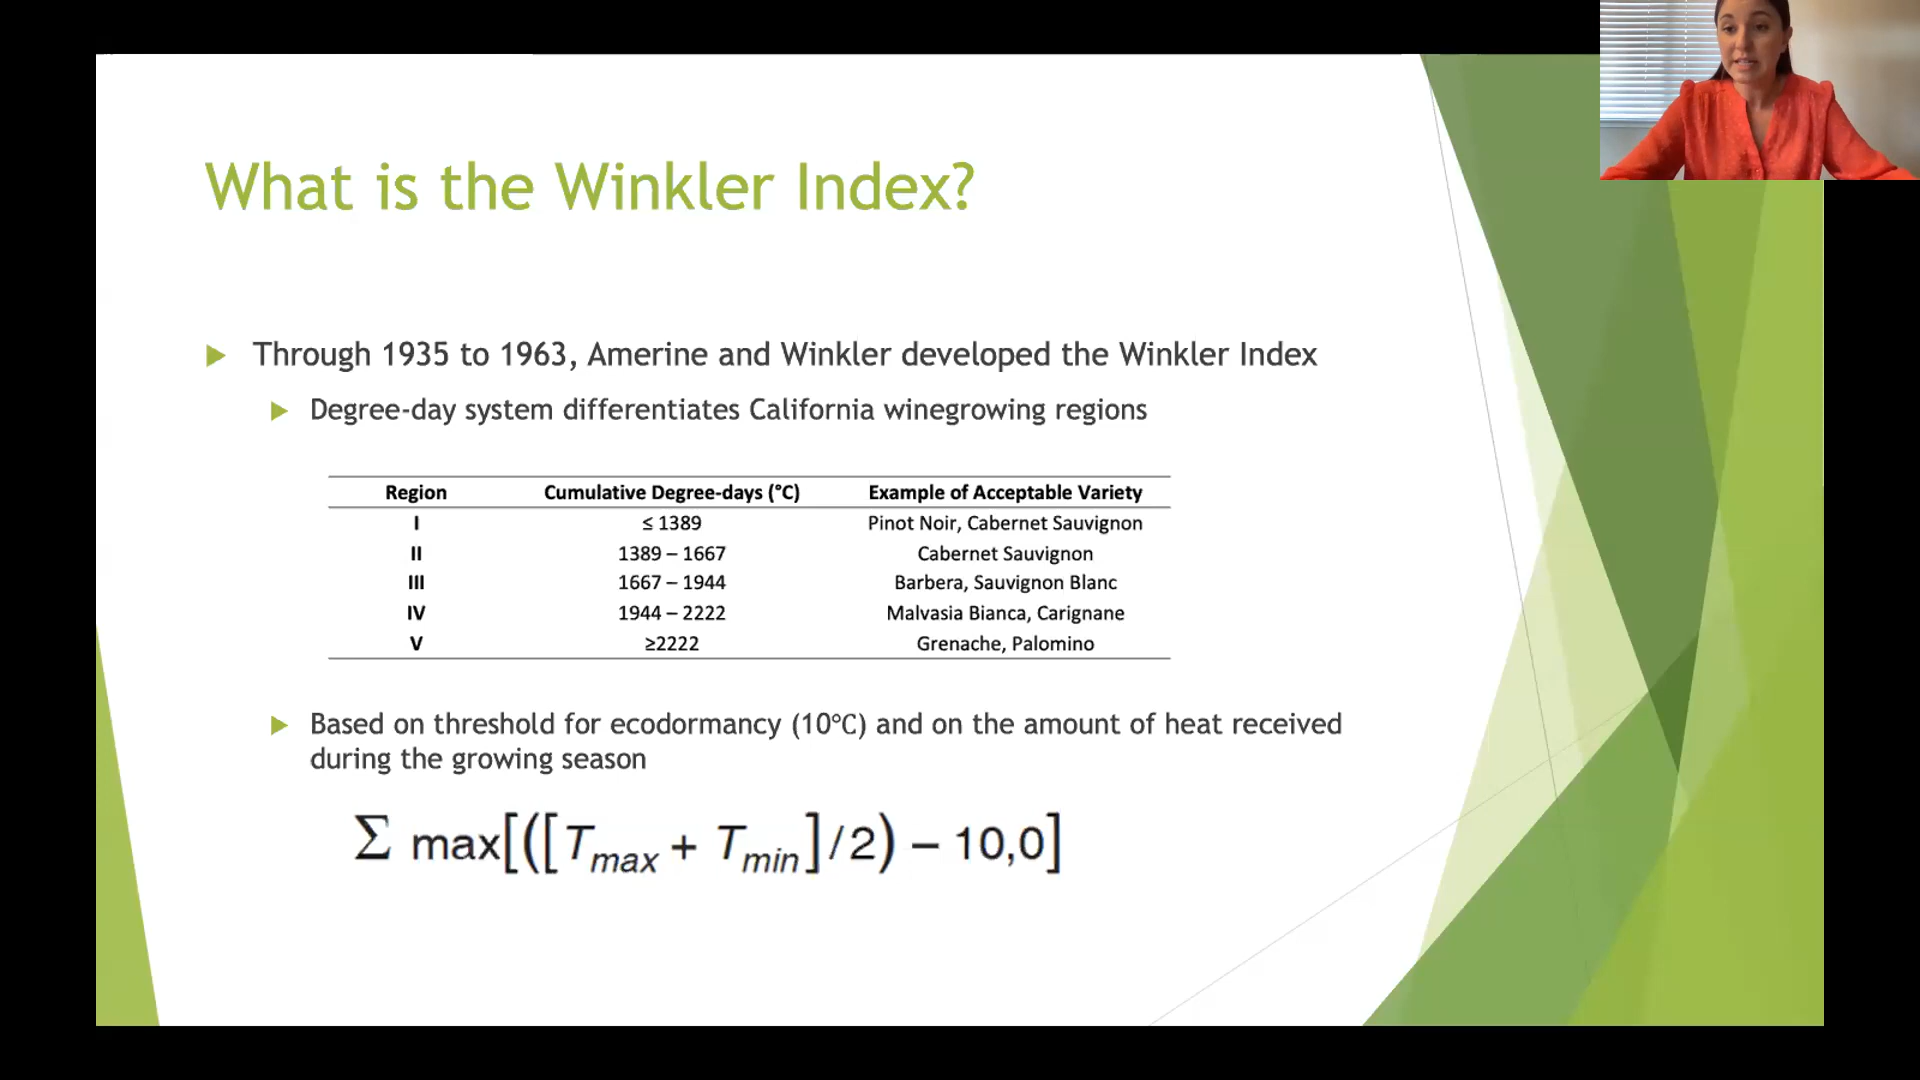 What is the Winkler Index?
Through 1935 to 1963, Amerine and Winkler developed the Winkler Index
Degree-day system differentiates California winegrowing regions
Region Cumulative Degree-days (°C) Example of Acceptable Variety
I ≤ 1389 Pinot Noir, Cabernet Sauvignon
II 1389 – 1667 Cabernet Sauvignon
III 1667 – 1944 Barbera, Sauvignon Blanc
IV 1944 – 2222 Malvasia Bianca, Carignane
V ≥2222 Grenache, Palomino
Based on threshold for ecodormancy (10°C) and on the amount of heat received
during the growing season
Σ max[([Tmax + Tmin]/2) – 10,0]